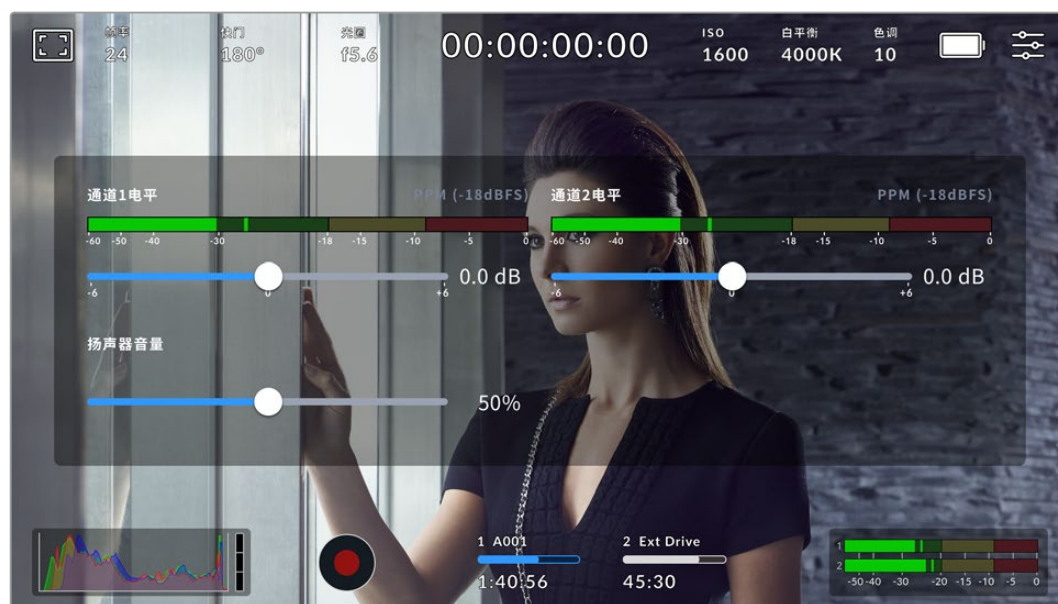 帧率 快门 光圈 00:00:00:00 ISO 白平衡 色调
24 180° f5.6 1600 4000K 10
通道1电平 PPM (-18dBFS) 通道2电平 PPM (-18dBFS)
-60 -50 -40 -30 -18 -15 -10 -5 0 -60 -50 -40 -30 -18 -15 -10 -5 0
0.0 dB 0.0 dB
-6 0 +6 -6 0 +6
扬声器音量
50%
1 A001 2 Ext Drive
1:40:56 45:30
1
2
-50 -40 -30 -20 -15 -10 -5 0